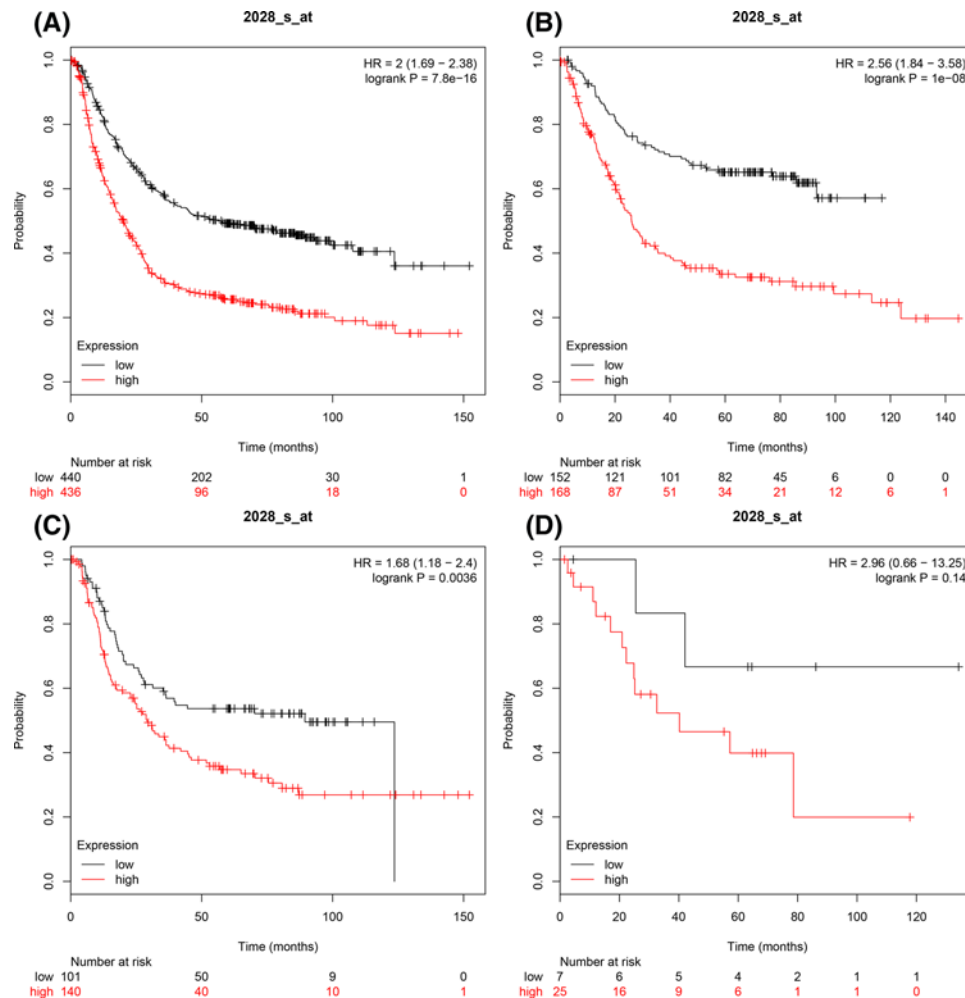 (A)
2028_s_at
HR = 2 (1.69 − 2.38)
logrank P = 7.8e−16
Probability
1.0
0.8
0.6
0.4
0.2
0.0
Expression
low
high
0 50 100 150
Time (months)
Number at risk
low 440 202 30 1
high 436 96 18 0
(B)
2028_s_at
HR = 2.56 (1.84 − 3.58)
logrank P = 1e−08
Probability
1.0
0.8
0.6
0.4
0.2
0.0
Expression
low
high
0 20 40 60 80 100 120 140
Time (months)
Number at risk
low 152 121 101 82 45 6 0 0
high 168 87 51 34 21 12 6 1
(C)
2028_s_at
HR = 1.68 (1.18 − 2.4)
logrank P = 0.0036
Probability
1.0
0.8
0.6
0.4
0.2
0.0
Expression
low
high
0 50 100 150
Time (months)
Number at risk
low 101 50 9 0
high 140 40 10 1
(D)
2028_s_at
HR = 2.96 (0.66 − 13.25)
logrank P = 0.14
Probability
1.0
0.8
0.6
0.4
0.2
0.0
Expression
low
high
0 20 40 60 80 100 120
Time (months)
Number at risk
low 7 6 5 4 2 1 1
high 25 16 9 6 1 1 0